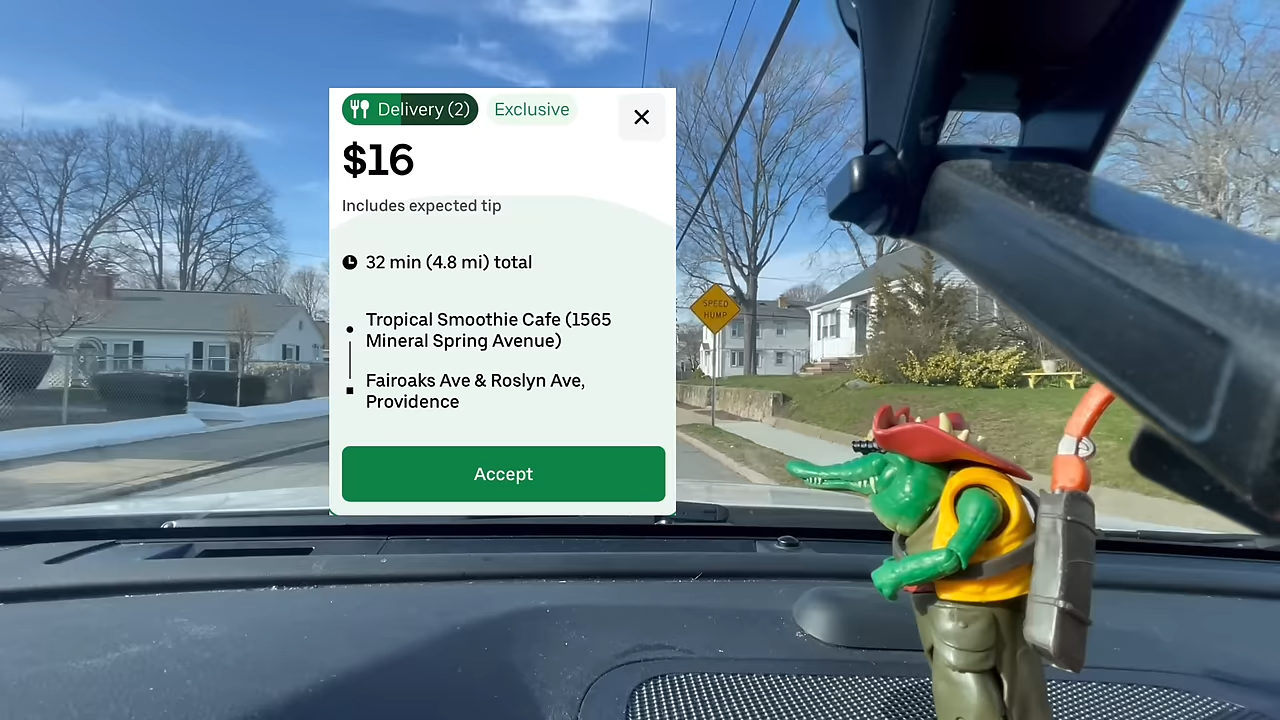 Delivery (2) Exclusive
$16
Includes expected tip
32 min (4.8 mi) total
Tropical Smoothie Cafe (1565
Mineral Spring Avenue)
Fairoaks Ave & Roslyn Ave,
Providence
Accept
SPEED
HUMP